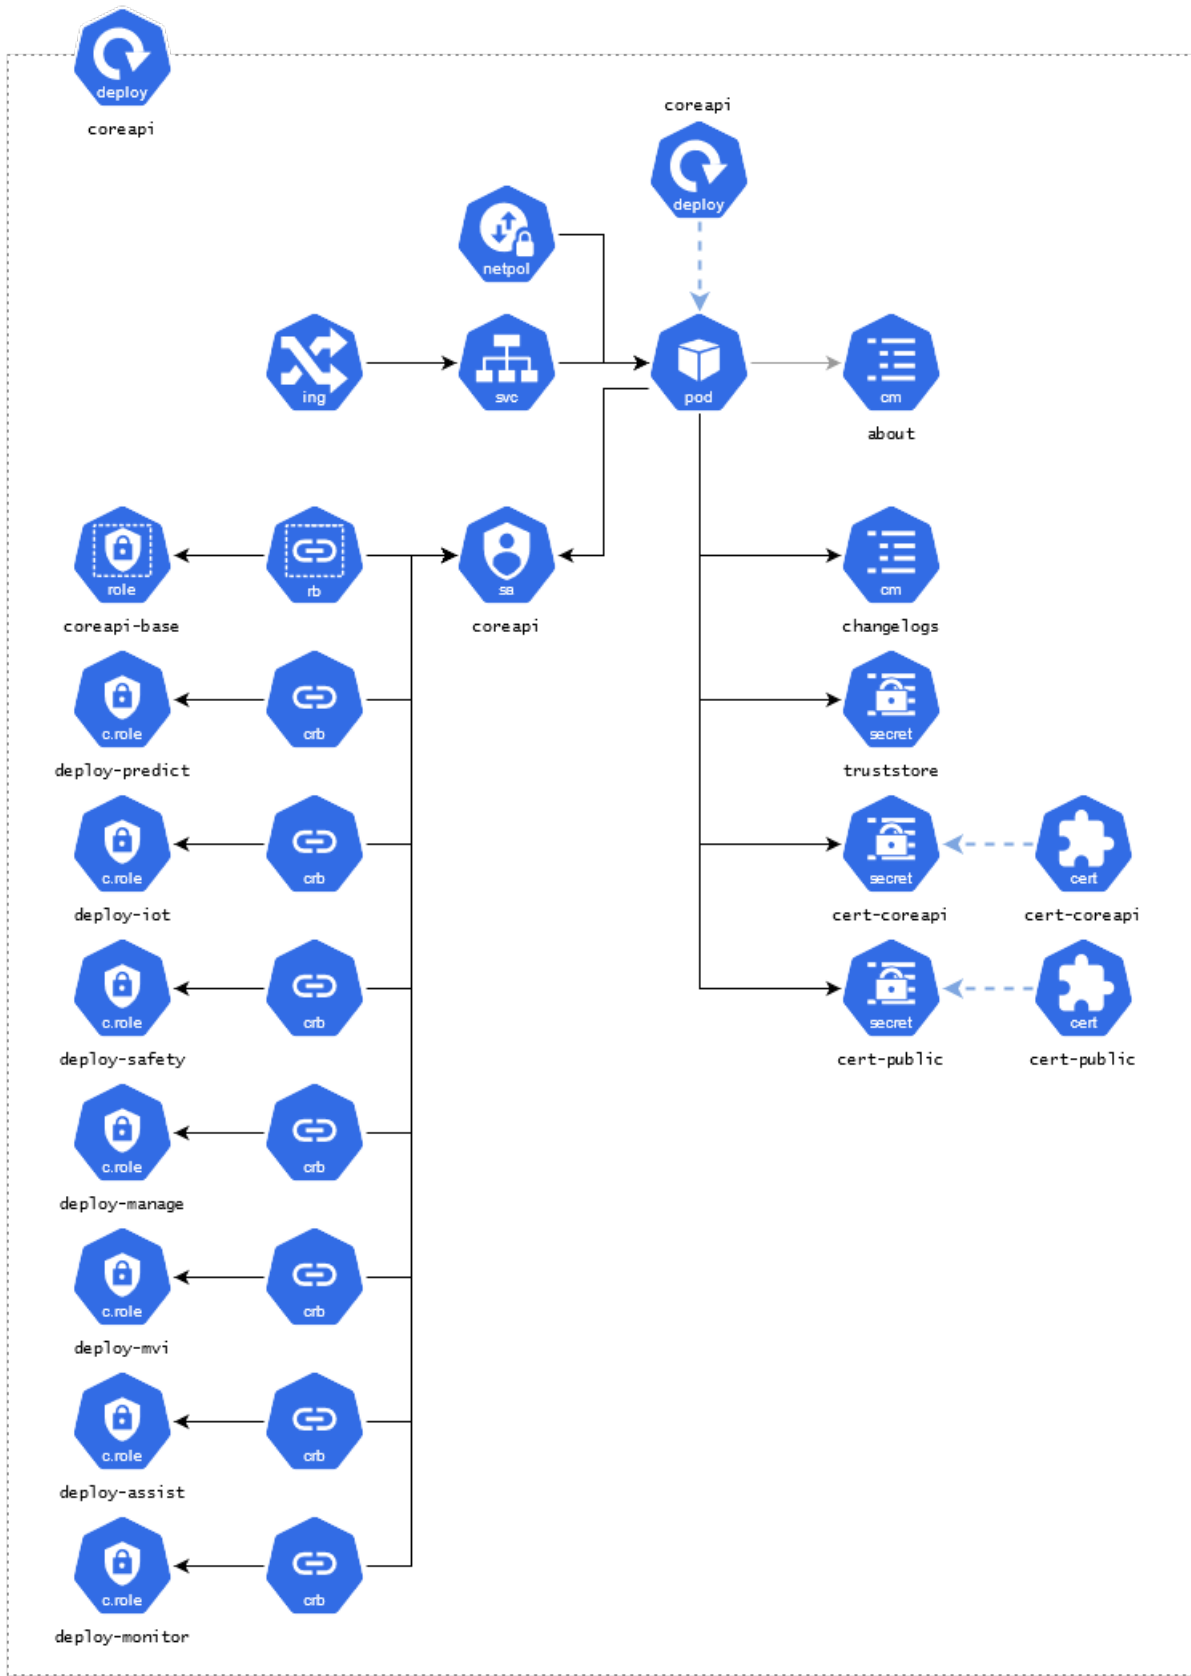 deploy
coreapi
coreapi
deploy
netpol
ing
svc
pod
cm
about
role
coreapi-base
rb
sa
coreapi
cm
changelogs
c.role
deploy-predict
crb
secret
truststore
c.role
deploy-iot
crb
secret
cert-coreapi
cert
cert-coreapi
c.role
deploy-safety
crb
secret
cert-public
cert
cert-public
c.role
deploy-manage
crb
c.role
deploy-mvi
crb
c.role
deploy-assist
crb
c.role
deploy-monitor
crb